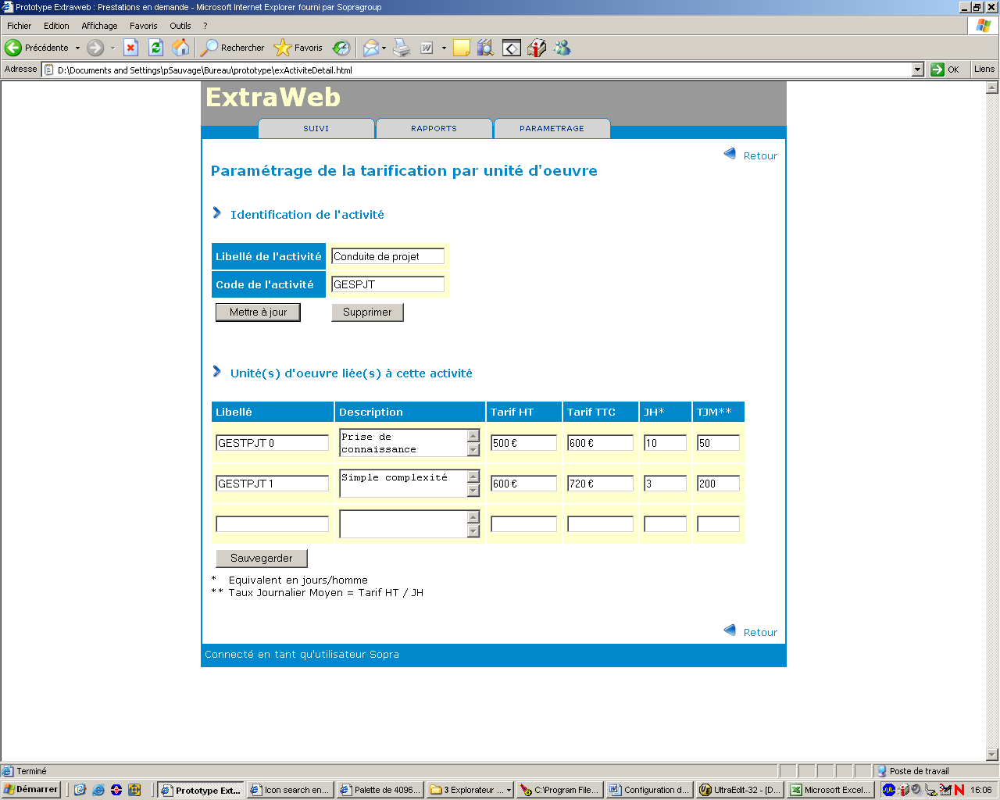 Prototype Extraweb : Prestations en demande - Microsoft Internet Explorer fourni par Sopragroup
Fichier Edition Affichage Favoris Outils ?
Précédente Rechercher Favoris
Adresse D:\Documents and Settings\pSauvage\Bureau\prototype\exActiviteDetail.html OK Liens
ExtraWeb
SUIVI RAPPORTS PARAMETRAGE
Retour
Paramétrage de la tarification par unité d'oeuvre
Identification de l'activité
Libellé de l'activité Conduite de projet
Code de l'activité GESPJT
Mettre à jour Supprimer
Unité(s) d'oeuvre liée(s) à cette activité
Libellé Description Tarif HT Tarif TTC JH* TJM**
GESTPJT 0 Prise de connaissance 500 € 600 € 10 50
GESTPJT 1 Simple complexité 600 € 720 € 3 200
Sauvegarder
* Equivalent en jours/homme
** Taux Journalier Moyen = Tarif HT / JH
Retour
Connecté en tant qu'utilisateur Sopra
Terminé Poste de travail
Démarrer Prototype Ext... Icon search en... Palette de 4096... 3 Explorateur ... C:\Program File... Configuration d... UltraEdit-32 - [D... Microsoft Excel... 16:06